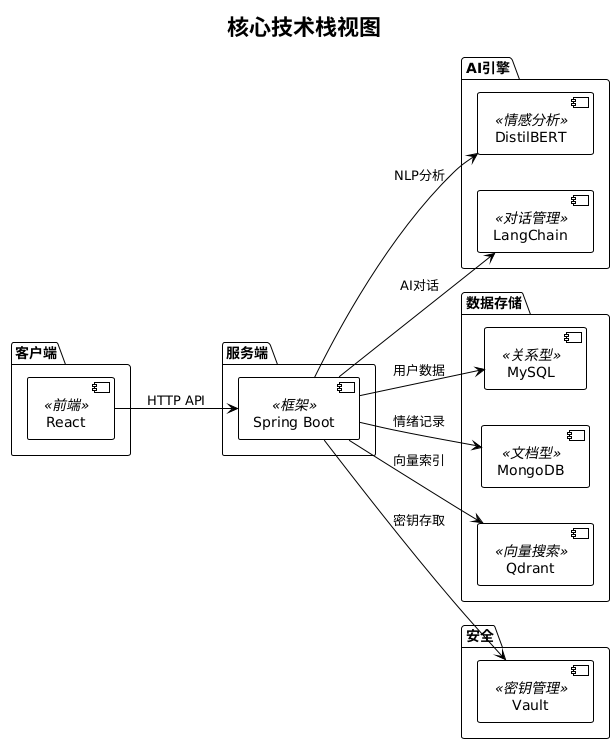 核心技术栈视图
AI引擎
«情感分析»
DistilBERT
NLP分析
«对话管理»
LangChain
AI对话
数据存储
客户端
服务端
«关系型»
MySQL
用户数据
«前端»
React
HTTP API
«框架»
Spring Boot
情绪记录
«文档型»
MongoDB
向量索引
密钥存取
«向量搜索»
Qdrant
安全
«密钥管理»
Vault